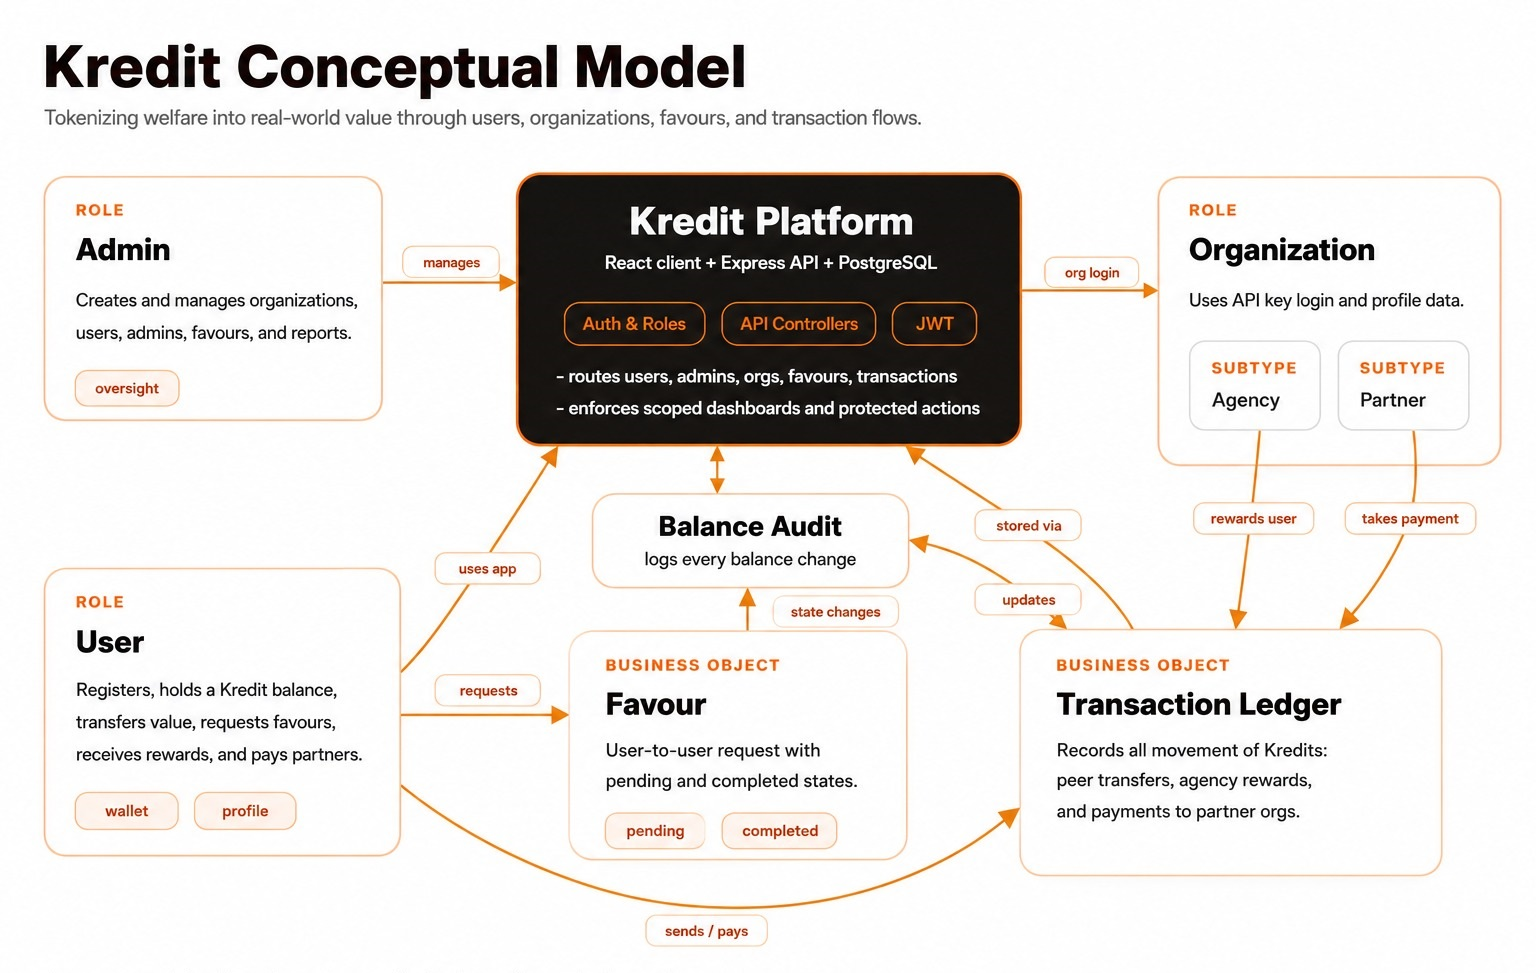 Kredit Conceptual Model
Tokenizing welfare into real-world value through users, organizations, favours, and transaction flows.
ROLE
Admin
Creates and manages organizations,
users, admins, favours, and reports.
oversight
manages
Kredit Platform
React client + Express API + PostgreSQL
Auth & Roles
API Controllers
JWT
- routes users, admins, orgs, favours, transactions
- enforces scoped dashboards and protected actions
org login
ROLE
Organization
Uses API key login and profile data.
SUBTYPE
Agency
SUBTYPE
Partner
rewards user
takes payment
Balance Audit
logs every balance change
stored via
updates
uses app
state changes
ROLE
User
Registers, holds a Kredit balance,
transfers value, requests favours,
receives rewards, and pays partners.
wallet
profile
requests
BUSINESS OBJECT
Favour
User-to-user request with
pending and completed states.
pending
completed
BUSINESS OBJECT
Transaction Ledger
Records all movement of Kredits:
peer transfers, agency rewards,
and payments to partner orgs.
sends / pays